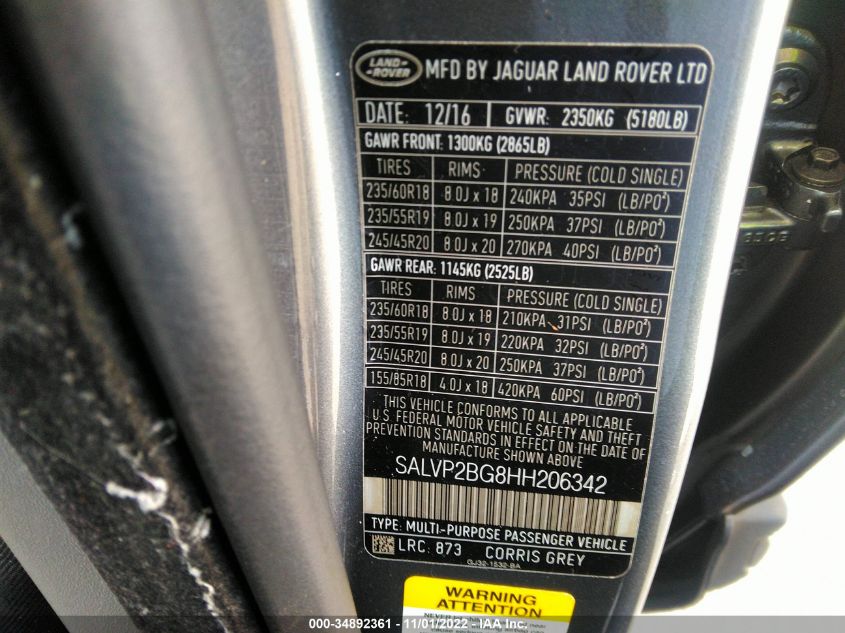 LAND-
-ROVER
MFD BY JAGUAR LAND ROVER LTD
DATE: 12/16 GVWR: 2350KG (5180LB)
GAWR FRONT: 1300KG (2865LB)
TIRES RIMS PRESSURE (COLD SINGLE)
235/60R18 8.0J x 18 240KPA 35PSI (LB/PO²)
235/55R19 8.0J x 19 250KPA 37PSI (LB/PO²)
245/45R20 8.0J x 20 270KPA 40PSI (LB/PO²)
GAWR REAR: 1145KG (2525LB)
TIRES RIMS PRESSURE (COLD SINGLE)
235/60R18 8.0J x 18 210KPA 31PSI (LB/PO²)
235/55R19 8.0J x 19 220KPA 32PSI (LB/PO²)
245/45R20 8.0J x 20 250KPA 37PSI (LB/PO²)
155/85R18 4.0J x 18 420KPA 60PSI (LB/PO²)
THIS VEHICLE CONFORMS TO ALL APPLICABLE
U.S. FEDERAL MOTOR VEHICLE SAFETY AND THEFT
PREVENTION STANDARDS IN EFFECT ON THE DATE OF
MANUFACTURE SHOWN ABOVE
SALVP2BG8HH206342
TYPE: MULTI-PURPOSE PASSENGER VEHICLE
LRC: 873 CORRIS GREY
GJ32-1532-BA
WARNING
ATTENTION
NEVER
000-34892361 - 11/01/2022 - IAA Inc.